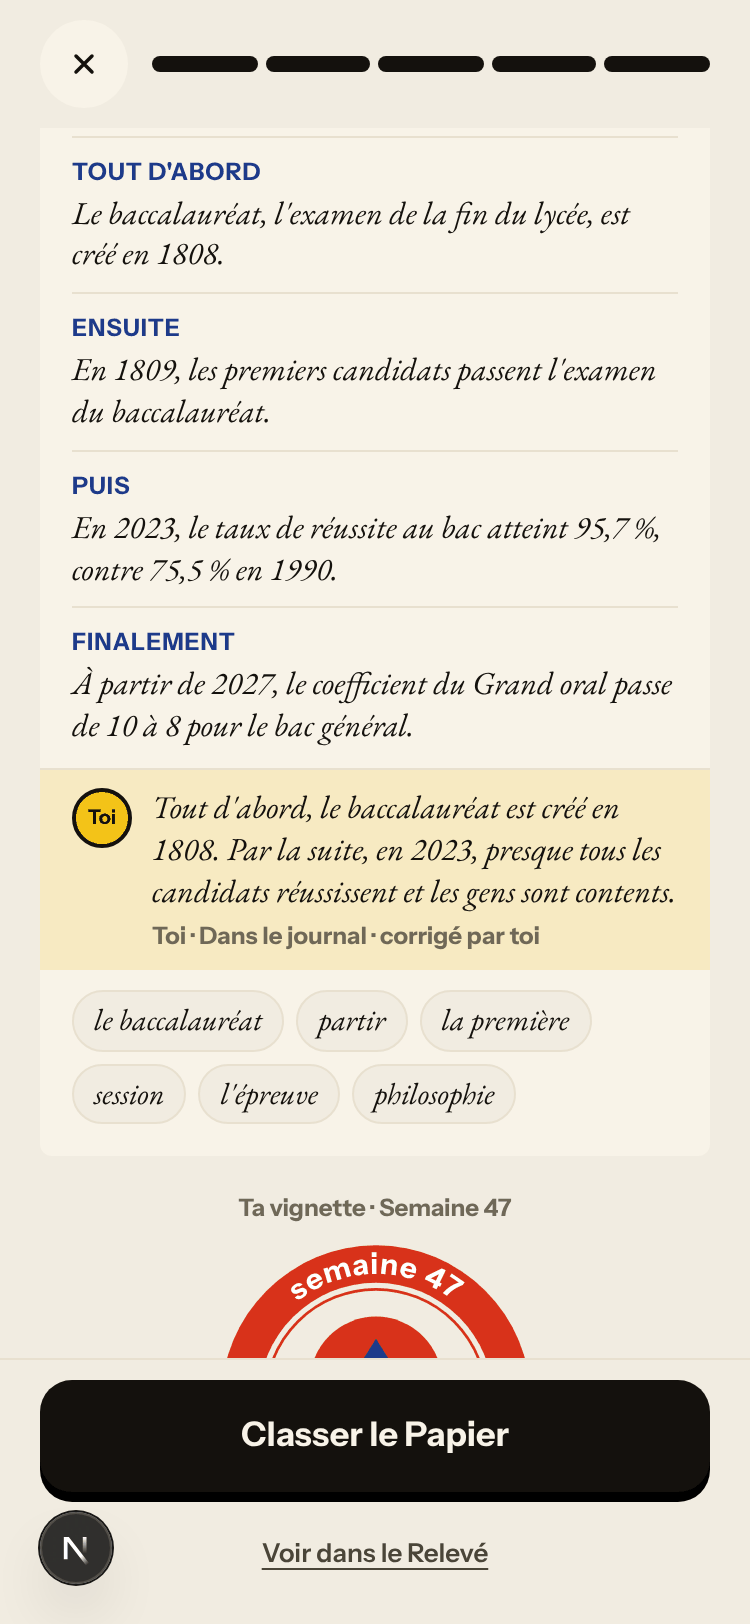 TOUT D'ABORD
Le baccalauréat, l'examen de la fin du lycée, est
créé en 1808.
ENSUITE
En 1809, les premiers candidats passent l'examen
du baccalauréat.
PUIS
En 2023, le taux de réussite au bac atteint 95,7 %,
contre 75,5 % en 1990.
FINALEMENT
À partir de 2027, le coefficient du Grand oral passe
de 10 à 8 pour le bac général.
Toi
Tout d'abord, le baccalauréat est créé en
1808. Par la suite, en 2023, presque tous les
candidats réussissent et les gens sont contents.
Toi · Dans le journal · corrigé par toi
le baccalauréat
partir
la première
session
l'épreuve
philosophie
Ta vignette · Semaine 47
semaine 47
Classer le Papier
N
Voir dans le Relevé